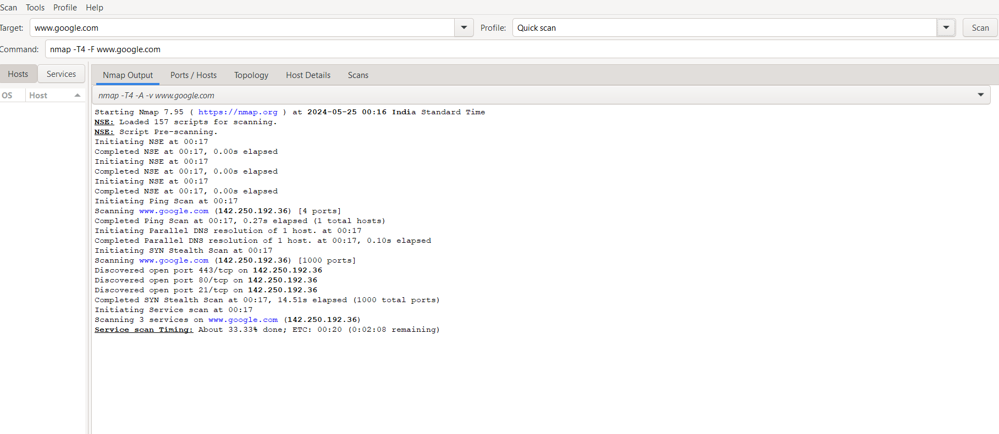 Scan Tools Profile Help
Target: www.google.com Profile: Quick scan Scan
Command: nmap -T4 -F www.google.com
Hosts Services Nmap Output Ports / Hosts Topology Host Details Scans
OS Host nmap -T4 -A -v www.google.com
Starting Nmap 7.95 ( https://nmap.org ) at 2024-05-25 00:16 India Standard Time
NSE: Loaded 157 scripts for scanning.
NSE: Script Pre-scanning.
Initiating NSE at 00:17
Completed NSE at 00:17, 0.00s elapsed
Initiating NSE at 00:17
Completed NSE at 00:17, 0.00s elapsed
Initiating NSE at 00:17
Completed NSE at 00:17, 0.00s elapsed
Initiating Ping Scan at 00:17
Scanning www.google.com (142.250.192.36) [4 ports]
Completed Ping Scan at 00:17, 0.27s elapsed (1 total hosts)
Initiating Parallel DNS resolution of 1 host. at 00:17
Completed Parallel DNS resolution of 1 host. at 00:17, 0.10s elapsed
Initiating SYN Stealth Scan at 00:17
Scanning www.google.com (142.250.192.36) [1000 ports]
Discovered open port 443/tcp on 142.250.192.36
Discovered open port 80/tcp on 142.250.192.36
Discovered open port 21/tcp on 142.250.192.36
Completed SYN Stealth Scan at 00:17, 14.51s elapsed (1000 total ports)
Initiating Service scan at 00:17
Scanning 3 services on www.google.com (142.250.192.36)
Service scan Timing: About 33.33% done; ETC: 00:20 (0:02:08 remaining)